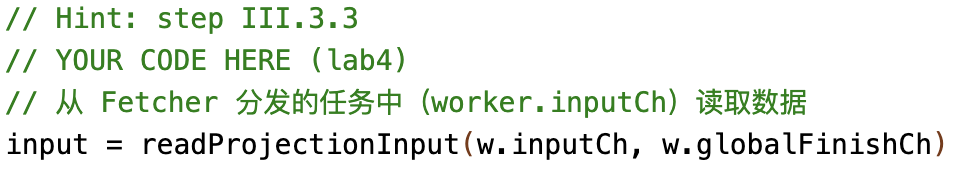 // Hint: step III.3.3
// YOUR CODE HERE (lab4)
// 从 Fetcher 分发的任务中（worker.inputCh）读取数据
input = readProjectionInput(w.inputCh, w.globalFinishCh)